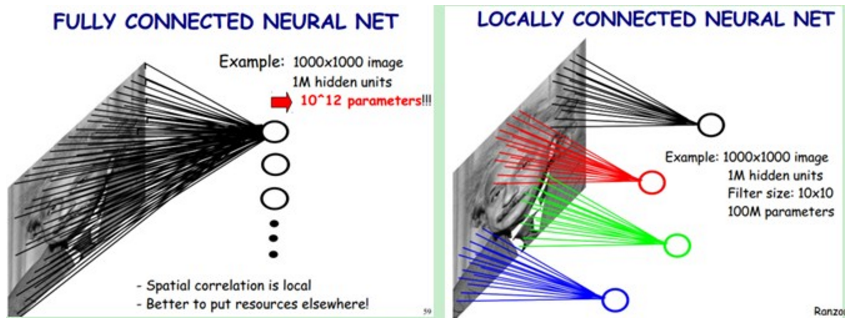 FULLY CONNECTED NEURAL NET
Example: 1000x1000 image
1M hidden units
10^12 parameters!!!
- Spatial correlation is local
- Better to put resources elsewhere!
59
LOCALLY CONNECTED NEURAL NET
Example: 1000x1000 image
1M hidden units
Filter size: 10x10
100M parameters
Ranzo